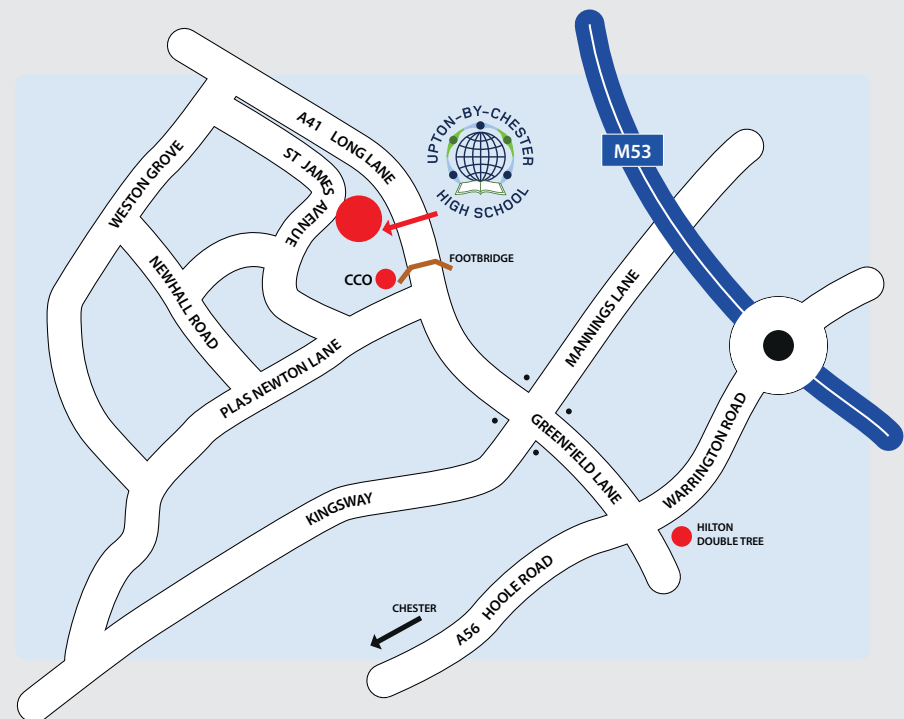 UPTON-BY-CHESTER
HIGH SCHOOL
M53
A41 LONG LANE
ST JAMES
AVENUE
WESTON GROVE
NEWHALL ROAD
CCO
FOOTBRIDGE
MANNINGS LANE
PLAS NEWTON LANE
GREENFIELD LANE
WARRINGTON ROAD
KINGSWAY
HILTON
DOUBLE TREE
A56 HOOLE ROAD
CHESTER